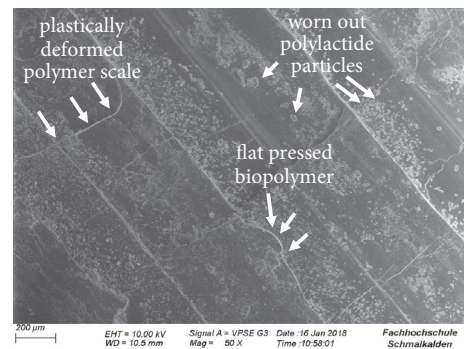 plastically
deformed
polymer scale
worn out
polylactide
particles
flat pressed
biopolymer
200 µm
EHT = 10.00 kV Signal A = VPSE G3 Date :16 Jan 2018 Fachhochschule
WD = 10.5 mm Mag = 50 X Time :10:58:01 Schmalkalden